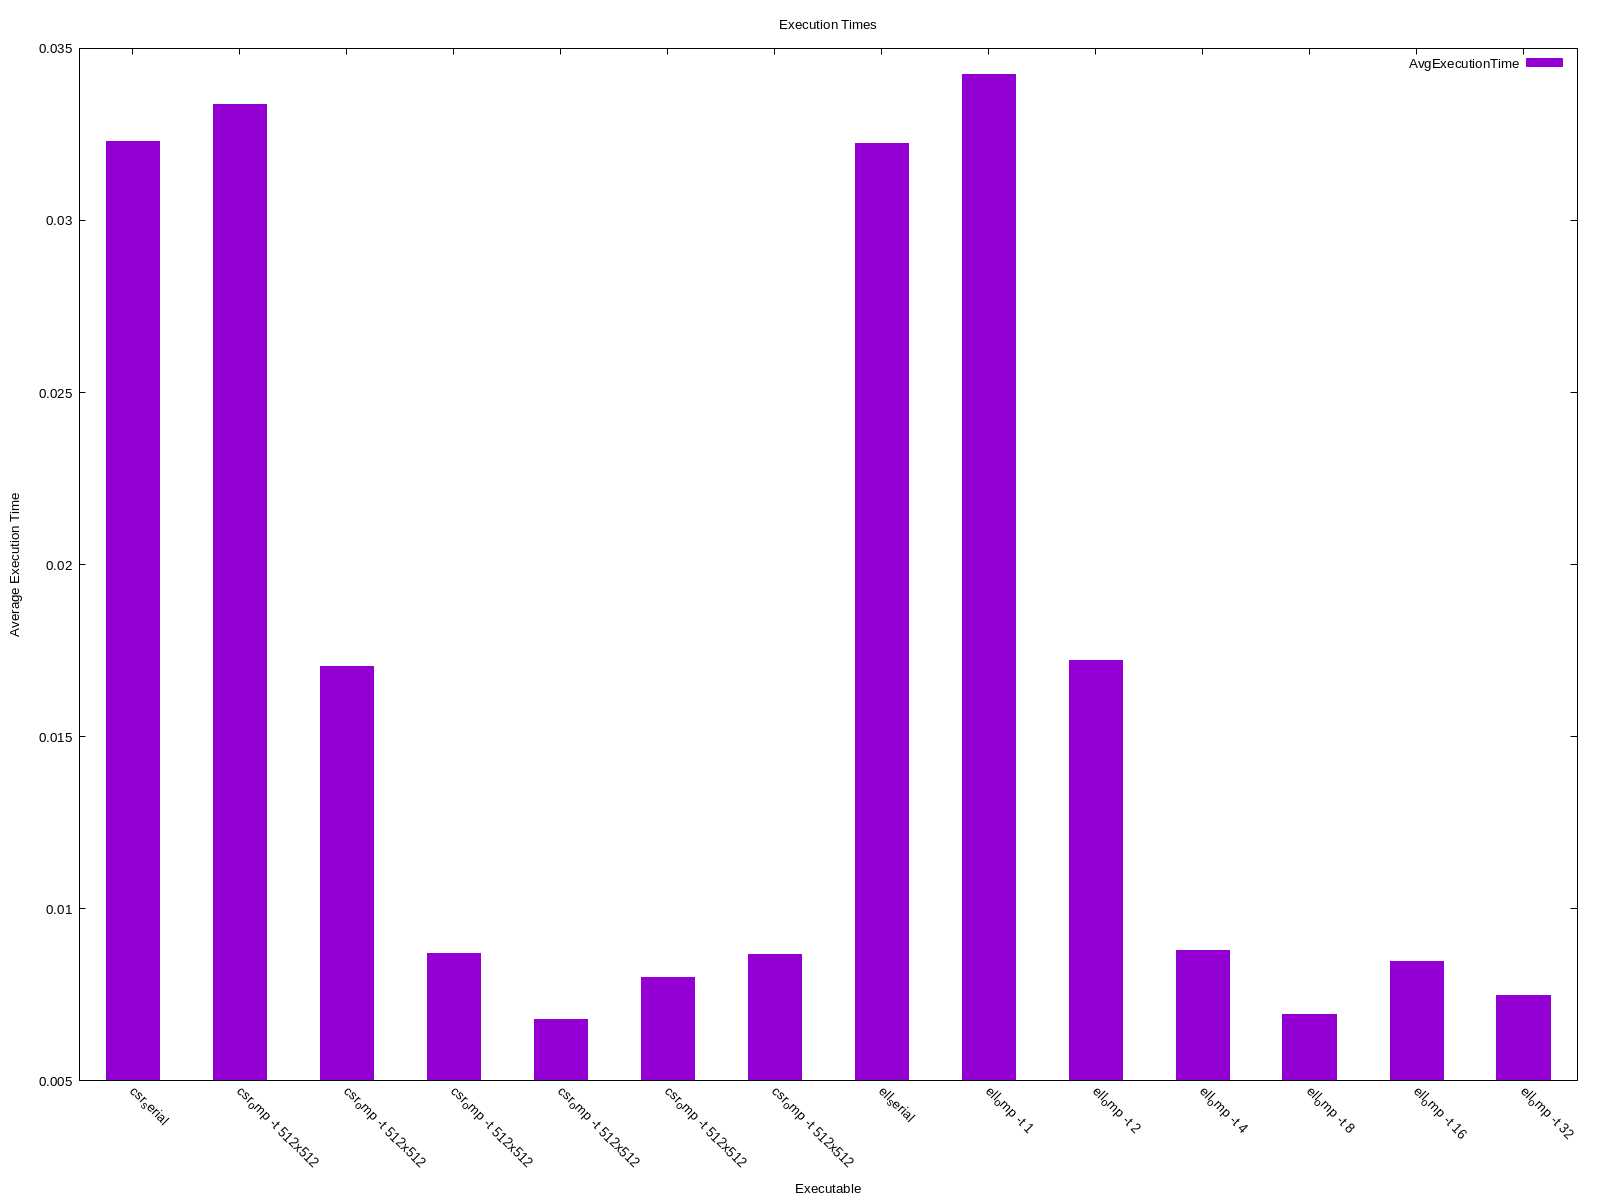 Execution Times
AvgExecutionTime
0.035
0.03
0.025
0.02
0.015
0.01
0.005
Average Execution Time
csrserial
csromp -t 512x512
csromp -t 512x512
csromp -t 512x512
csromp -t 512x512
csromp -t 512x512
csromp -t 512x512
ellserial
ellomp -t 1
ellomp -t 2
ellomp -t 4
ellomp -t 8
ellomp -t 16
ellomp -t 32
Executable